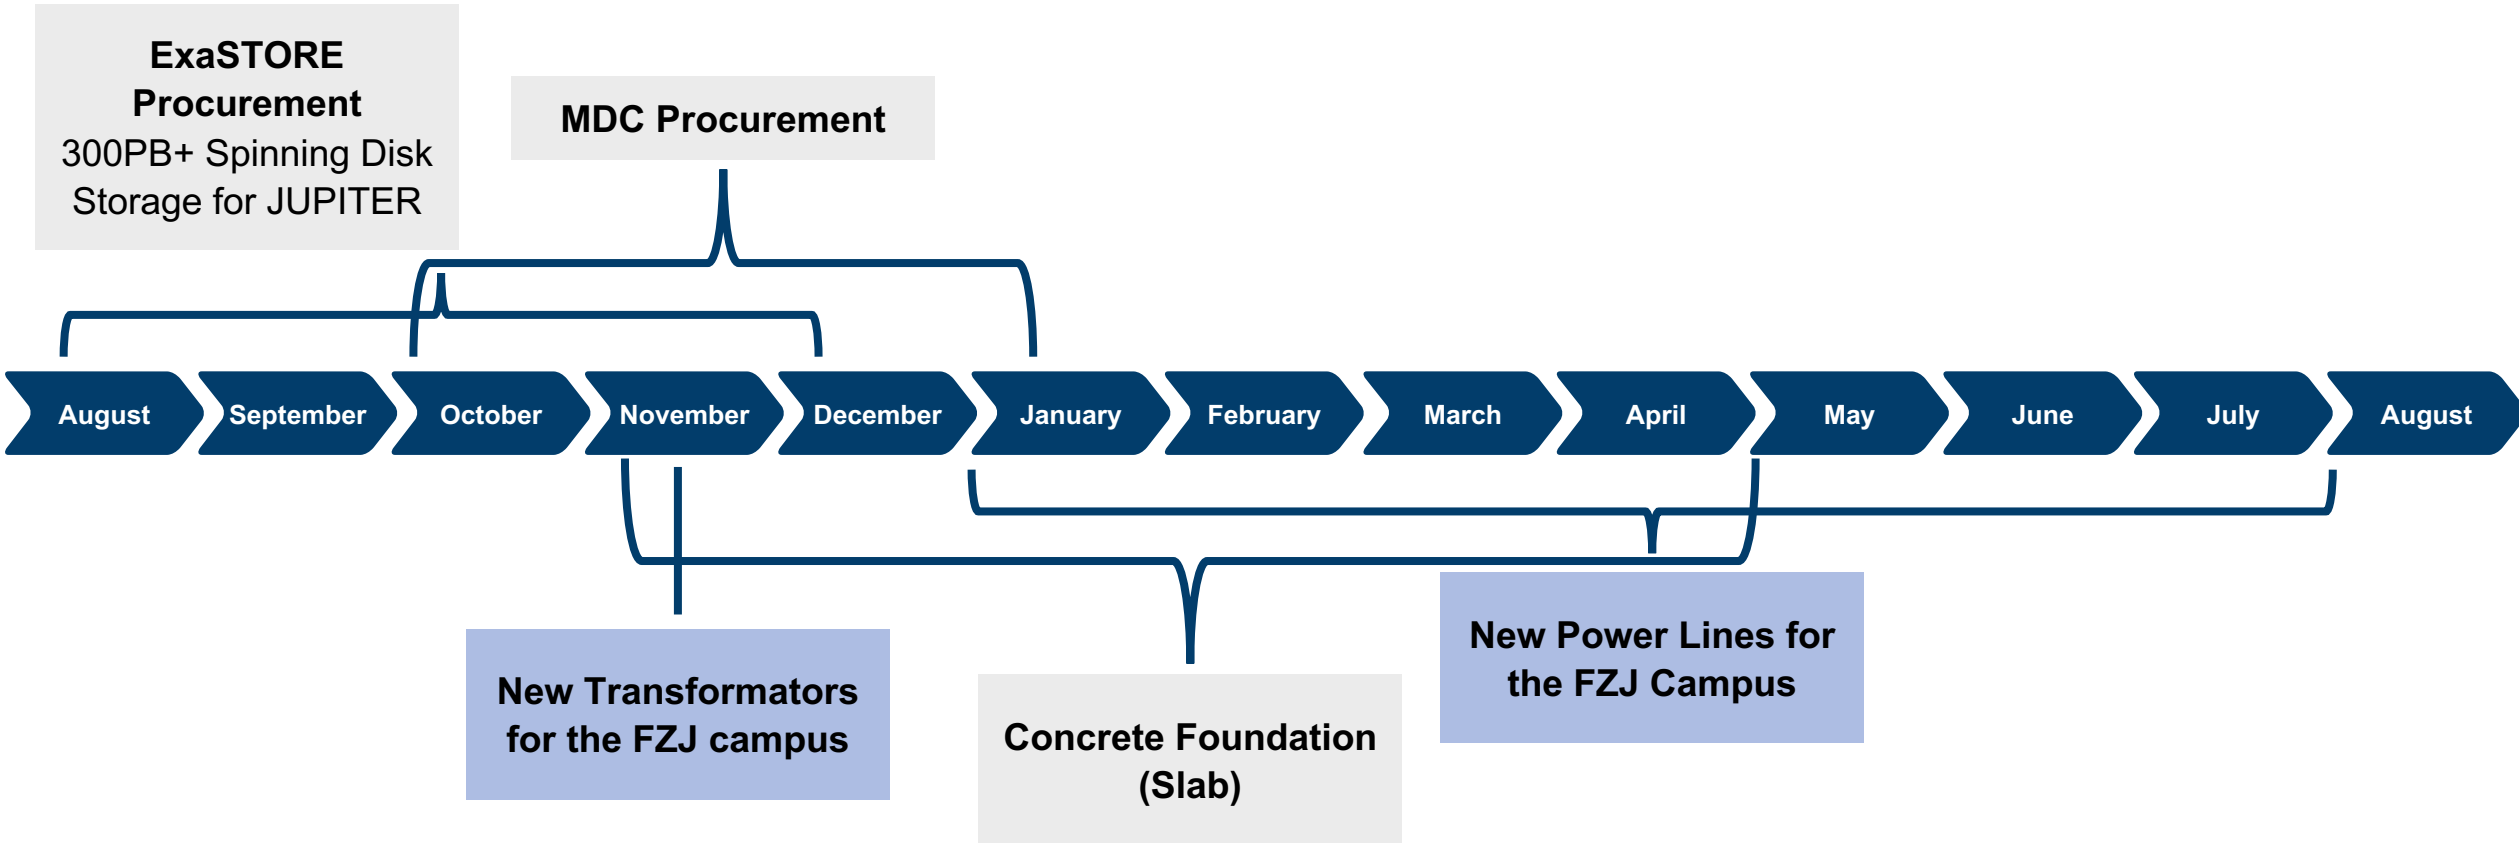 ExaSTORE
Procurement
300PB+ Spinning Disk
Storage for JUPITER
MDC Procurement
August
September
October
November
December
January
February
March
April
May
June
July
August
New Transformators
for the FZJ campus
Concrete Foundation
(Slab)
New Power Lines for
the FZJ Campus